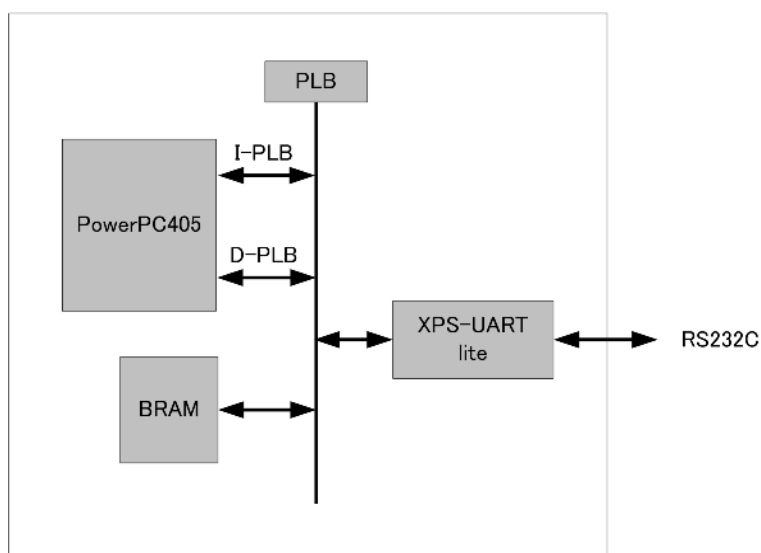 PLB
I-PLB
PowerPC405
D-PLB
XPS-UART
lite
RS232C
BRAM